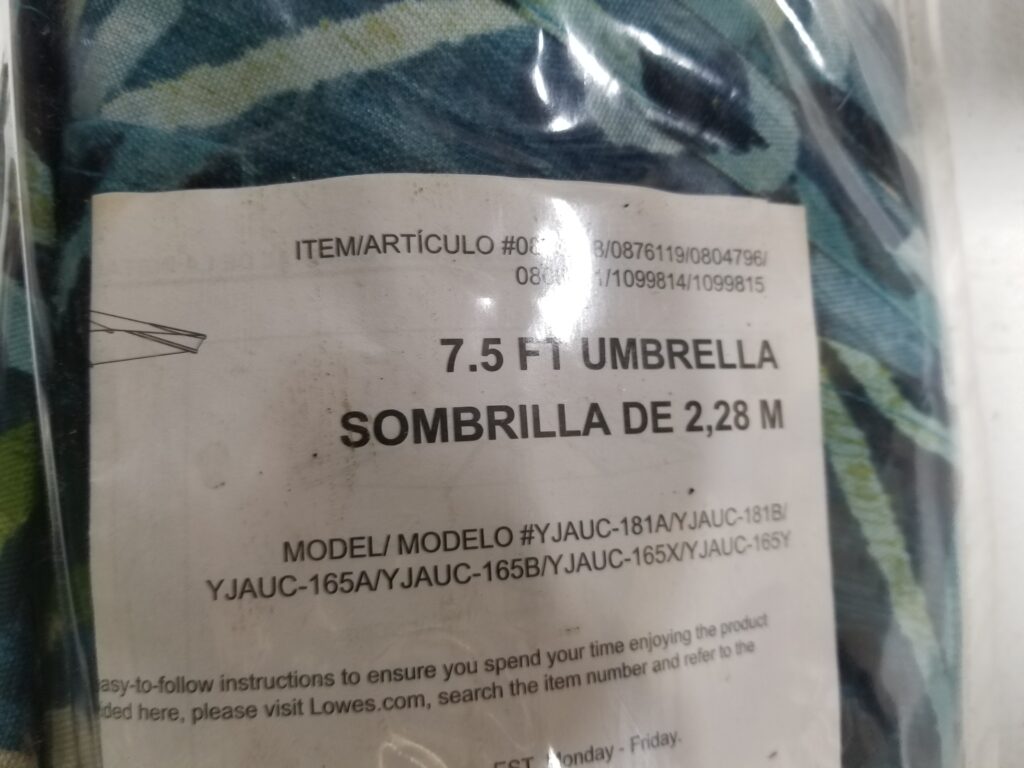 ITEM/ARTÍCULO /0876119/0804796/
/1099814/1099815
7.5 FT UMBRELLA
SOMBRILLA DE 2,28 M
MODEL/ MODELO #YJAUC-181A/YJAUC-181B/
YJAUC-165A/YJAUC-165B/YJAUC-165X/YJAUC-165Y
asy-to-follow instructions to ensure you spend your time enjoying the product
ded here, please visit Lowes.com, search the item number and refer to the
EST, Monday - Friday.